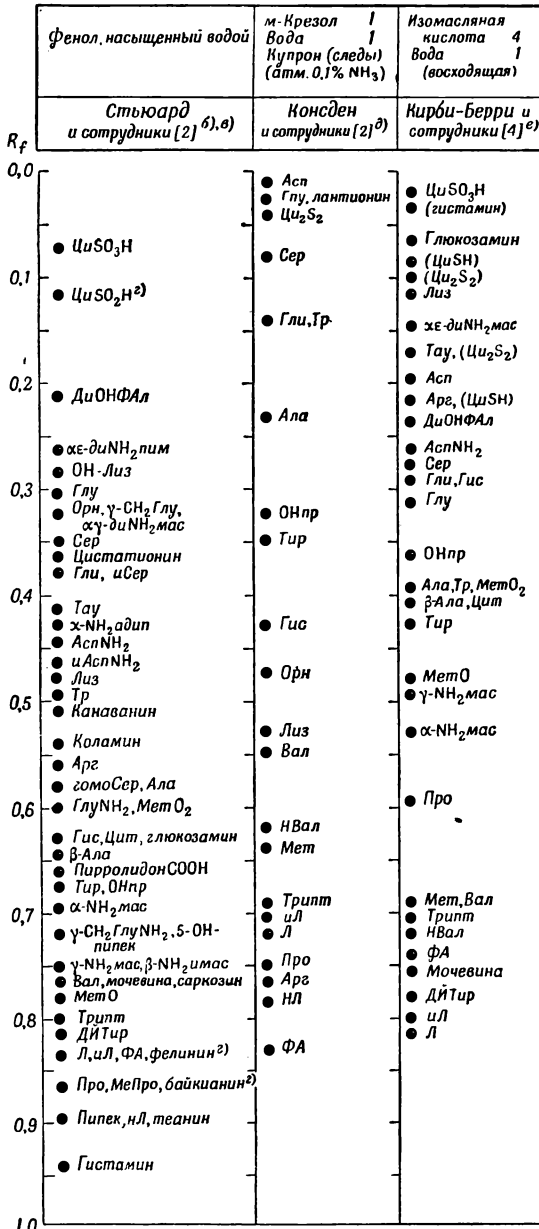 Фенол, насыщенной водой
м-Крезол 1
Вода 1
Купрон (следы)
(атм. 0,1% NH₃)
Изомасляная
кислота 4
Вода 1
(восходящая)
Стьюард
и сотрудники [2] б),в)
Консден
и сотрудники [2] д)
Кирби-Берри и
сотрудники [4] е)
Rf
0,0
0,1
0,2
0,3
0,4
0,5
0,6
0,7
0,8
0,9
1,0
ЦиSO₃H
ЦиSO₂H г)
ДиОНФАл
αε-диNH₂пим
ОН-Лиз
Глу
Орн, γ-CH₂Глу,
αγ-диNH₂мас
Сер
Цистатионин
Гли, иСер
Тау
α-NH₂адип
АспNH₂
иАспNH₂
Лиз
Тр
Канаванин
Коламин
Арг
гомоСер, Ала
ГлуNH₂, МетO₂
Гис, Цит, глюкозамин
β-Ала
ПирролидонСООН
Тир, ОНпр
α-NH₂мас
γ-CH₂ГлуNH₂, 5-ОН-
пипек
γ-NH₂мас, β-NH₂имас
Вал, мочевина, саркозин
МетО
Трипт
ДЙТир
Л, иЛ, ФА, фелинин г)
Про, МеПро, байкианин г)
Пипек, нЛ, теанин
Гистамин
Асп
Глу, лантионин
Ци₂S₂
Сер
Гли, Тр
Ала
ОНпр
Тир
Гис
Орн
Лиз
Вал
НВал
Мет
Трипт
иЛ
Л
Про
Арг
НЛ
ФА
ЦиSO₃H
(гистамин)
Глюкозамин
(ЦиSH)
(Ци₂S₂)
Лиз
αε-диNH₂мас
Тау, (Ци₂S₂)
Асп
Арг, (ЦиSH)
ДиОНФАл
АспNH₂
Сер
Гли, Гис
Глу
ОНпр
Ала, Тр, МетO₂
β-Ала, Цит
Тир
МетО
γ-NH₂мас
α-NH₂мас
Про
Мет, Вал
Трипт
НВал
ФА
Мочевина
ДЙТир
иЛ
Л